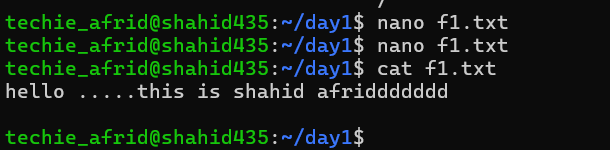 techie_afrid@shahid435:~/day1$ nano f1.txt
techie_afrid@shahid435:~/day1$ nano f1.txt
techie_afrid@shahid435:~/day1$ cat f1.txt
hello .....this is shahid afriddddddd
techie_afrid@shahid435:~/day1$